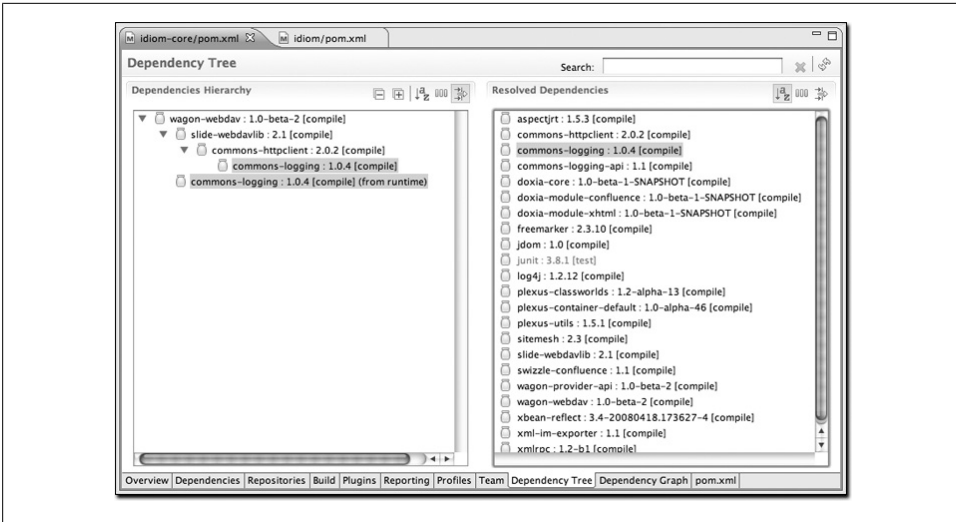 idiom-core/pom.xml
idiom/pom.xml
Dependency Tree
Search:
Dependencies Hierarchy
wagon-webdav : 1.0-beta-2 [compile]
slide-webdavlib : 2.1 [compile]
commons-httpclient : 2.0.2 [compile]
commons-logging : 1.0.4 [compile]
commons-logging : 1.0.4 [compile] (from runtime)
Resolved Dependencies
aspectjrt : 1.5.3 [compile]
commons-httpclient : 2.0.2 [compile]
commons-logging : 1.0.4 [compile]
commons-logging-api : 1.1 [compile]
doxia-core : 1.0-beta-1-SNAPSHOT [compile]
doxia-module-confluence : 1.0-beta-1-SNAPSHOT [compile]
doxia-module-xhtml : 1.0-beta-1-SNAPSHOT [compile]
freemarker : 2.3.10 [compile]
jdom : 1.0 [compile]
junit : 3.8.1 [test]
log4j : 1.2.12 [compile]
plexus-classworlds : 1.2-alpha-13 [compile]
plexus-container-default : 1.0-alpha-46 [compile]
plexus-utils : 1.5.1 [compile]
sitemesh : 2.3 [compile]
slide-webdavlib : 2.1 [compile]
swizzle-confluence : 1.1 [compile]
wagon-provider-api : 1.0-beta-2 [compile]
wagon-webdav : 1.0-beta-2 [compile]
xbean-reflect : 3.4-20080418.173627-4 [compile]
xml-im-exporter : 1.1 [compile]
xmlrpc : 1.2-b1 [compile]
Overview Dependencies Repositories Build Plugins Reporting Profiles Team Dependency Tree Dependency Graph pom.xml